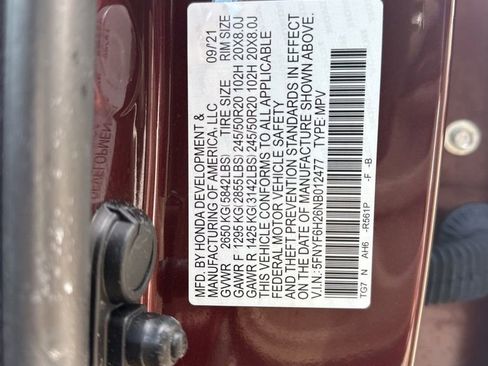 MFD. BY HONDA DEVELOPMENT &
MANUFACTURING OF AMERICA, LLC 09/21
GVWR 2650 KG(5842LBS) TIRE SIZE RIM SIZE
GAWR F 1295 KG(2855LBS)245/50R20 102H 20X8.0J
GAWR R 1425 KG(3142LBS)245/50R20 102H 20X8.0J
THIS VEHICLE CONFORMS TO ALL APPLICABLE
FEDERAL MOTOR VEHICLE SAFETY
AND THEFT PREVENTION STANDARDS IN EFFECT
ON THE DATE OF MANUFACTURE SHOWN ABOVE.
V.I.N.:5FNYF6H26NB012477 TYPE:MPV
TG7 N AH6 -R561P -F -B